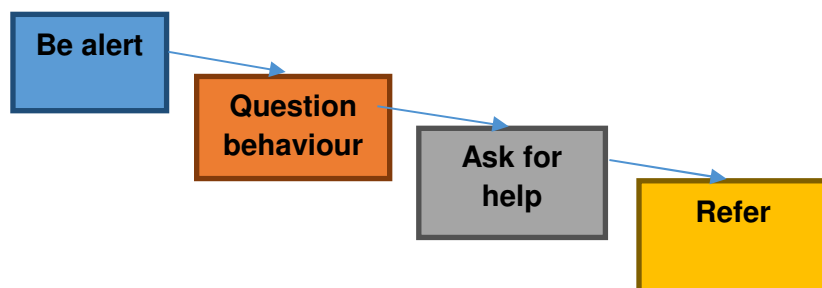 Be alert
Question
behaviour
Ask for
help
Refer